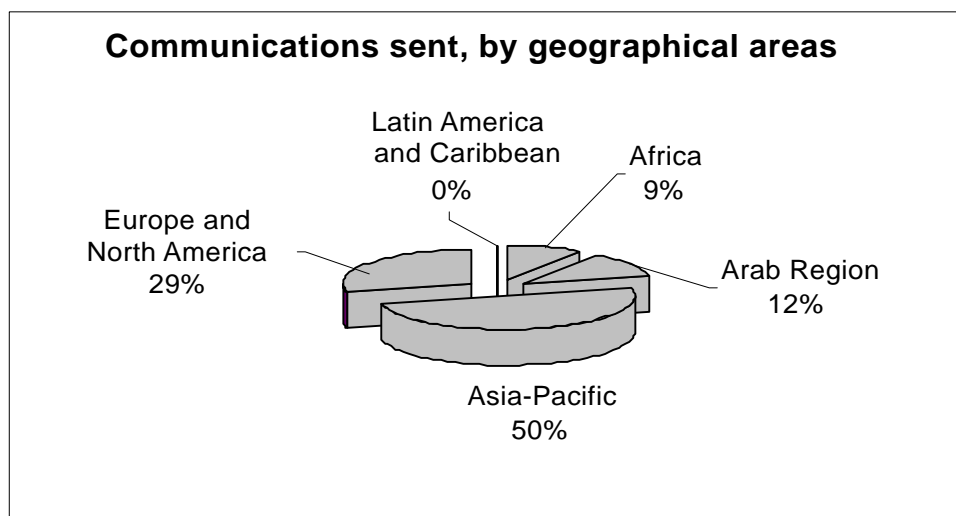 Communications sent, by geographical areas
Latin America
and Caribbean
0%
Africa
9%
Europe and
North America
29%
Arab Region
12%
Asia-Pacific
50%